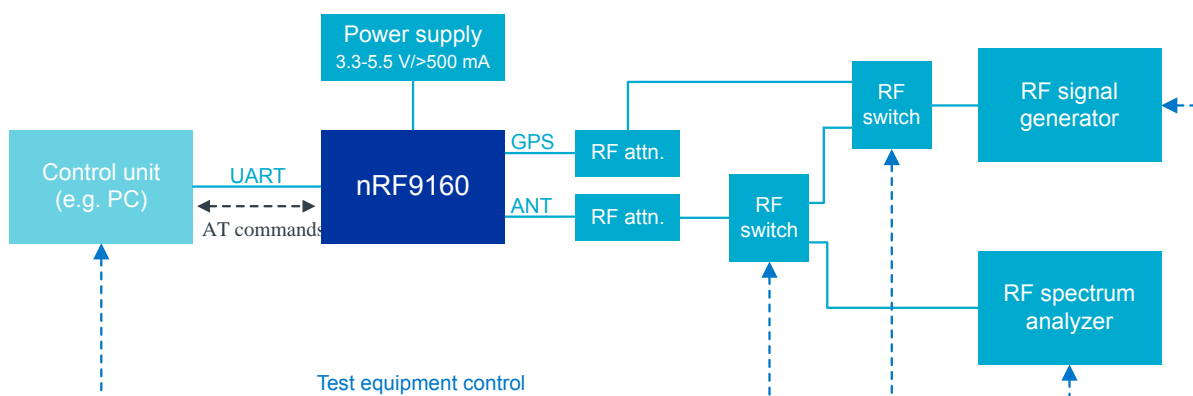 Power supply
3.3-5.5 V/>500 mA
RF
switch
RF signal
generator
GPS
RF attn.
Control unit
(e.g. PC)
UART
AT commands
nRF9160
ANT
RF attn.
RF
switch
RF spectrum
analyzer
Test equipment control